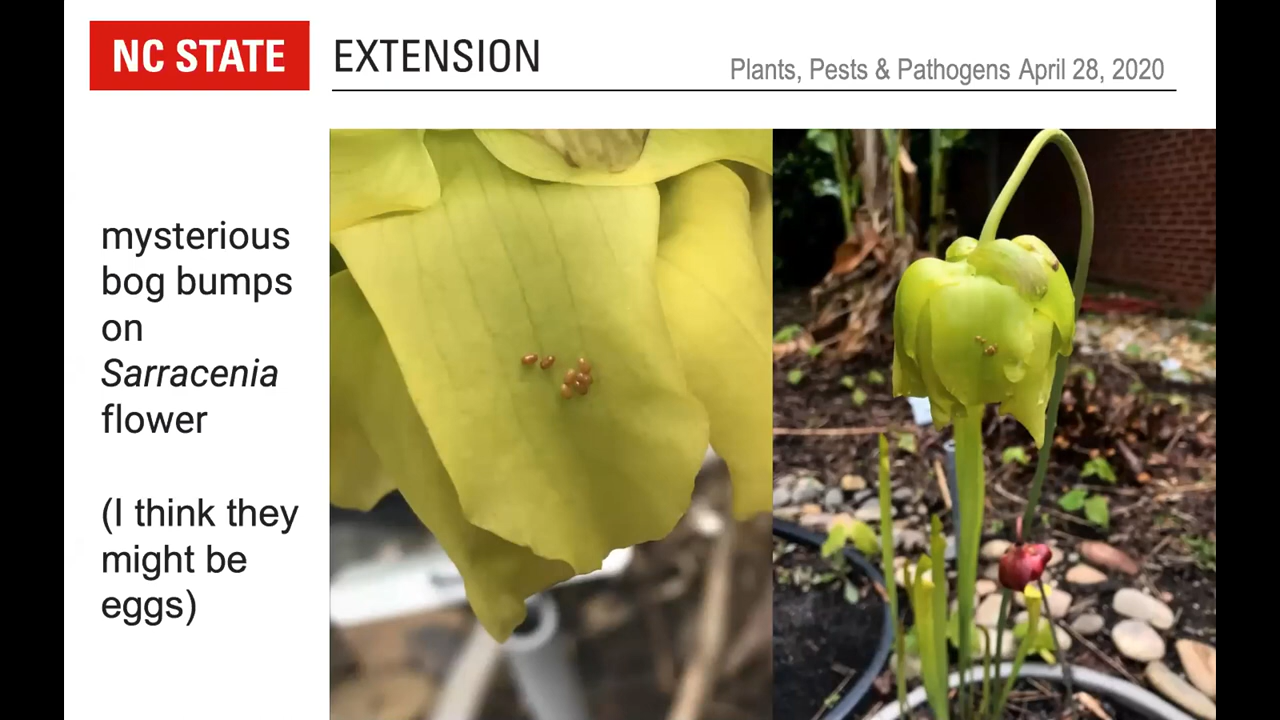 NC STATE EXTENSION
Plants, Pests & Pathogens April 28, 2020
mysterious
bog bumps
on
Sarracenia
flower
(I think they
might be
eggs)